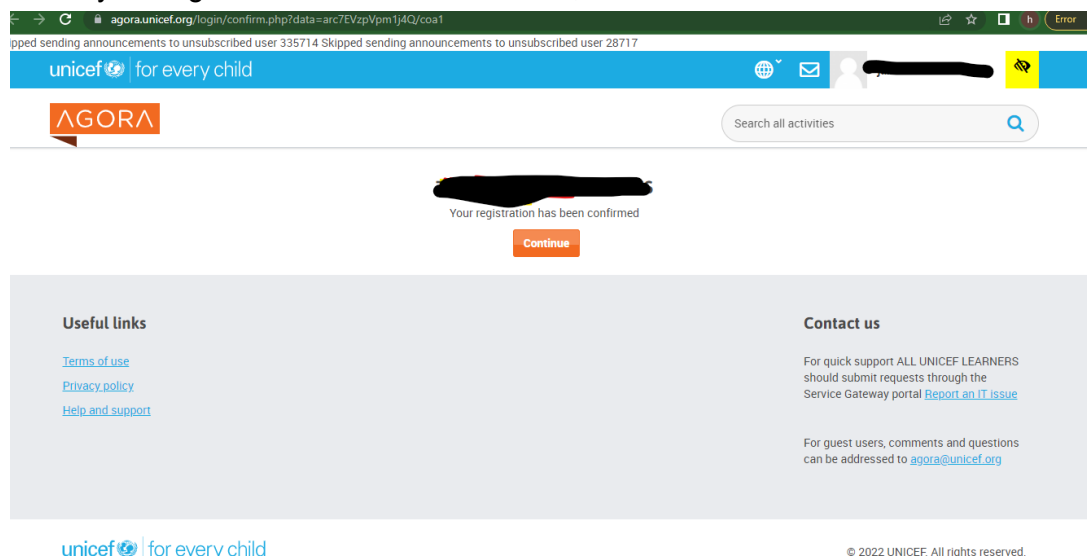 agora.unicef.org/login/confirm.php?data=arc7EVzpVpm1j4Q/coa1
h Error
ipped sending announcements to unsubscribed user 335714 Skipped sending announcements to unsubscribed user 28717
unicef for every child
AGORA
Search all activities
Your registration has been confirmed
Continue
Useful links
Terms of use
Privacy policy
Help and support
Contact us
For quick support ALL UNICEF LEARNERS
should submit requests through the
Service Gateway portal Report an IT issue
For guest users, comments and questions
can be addressed to agora@unicef.org
unicef for every child
© 2022 UNICEF. All rights reserved.